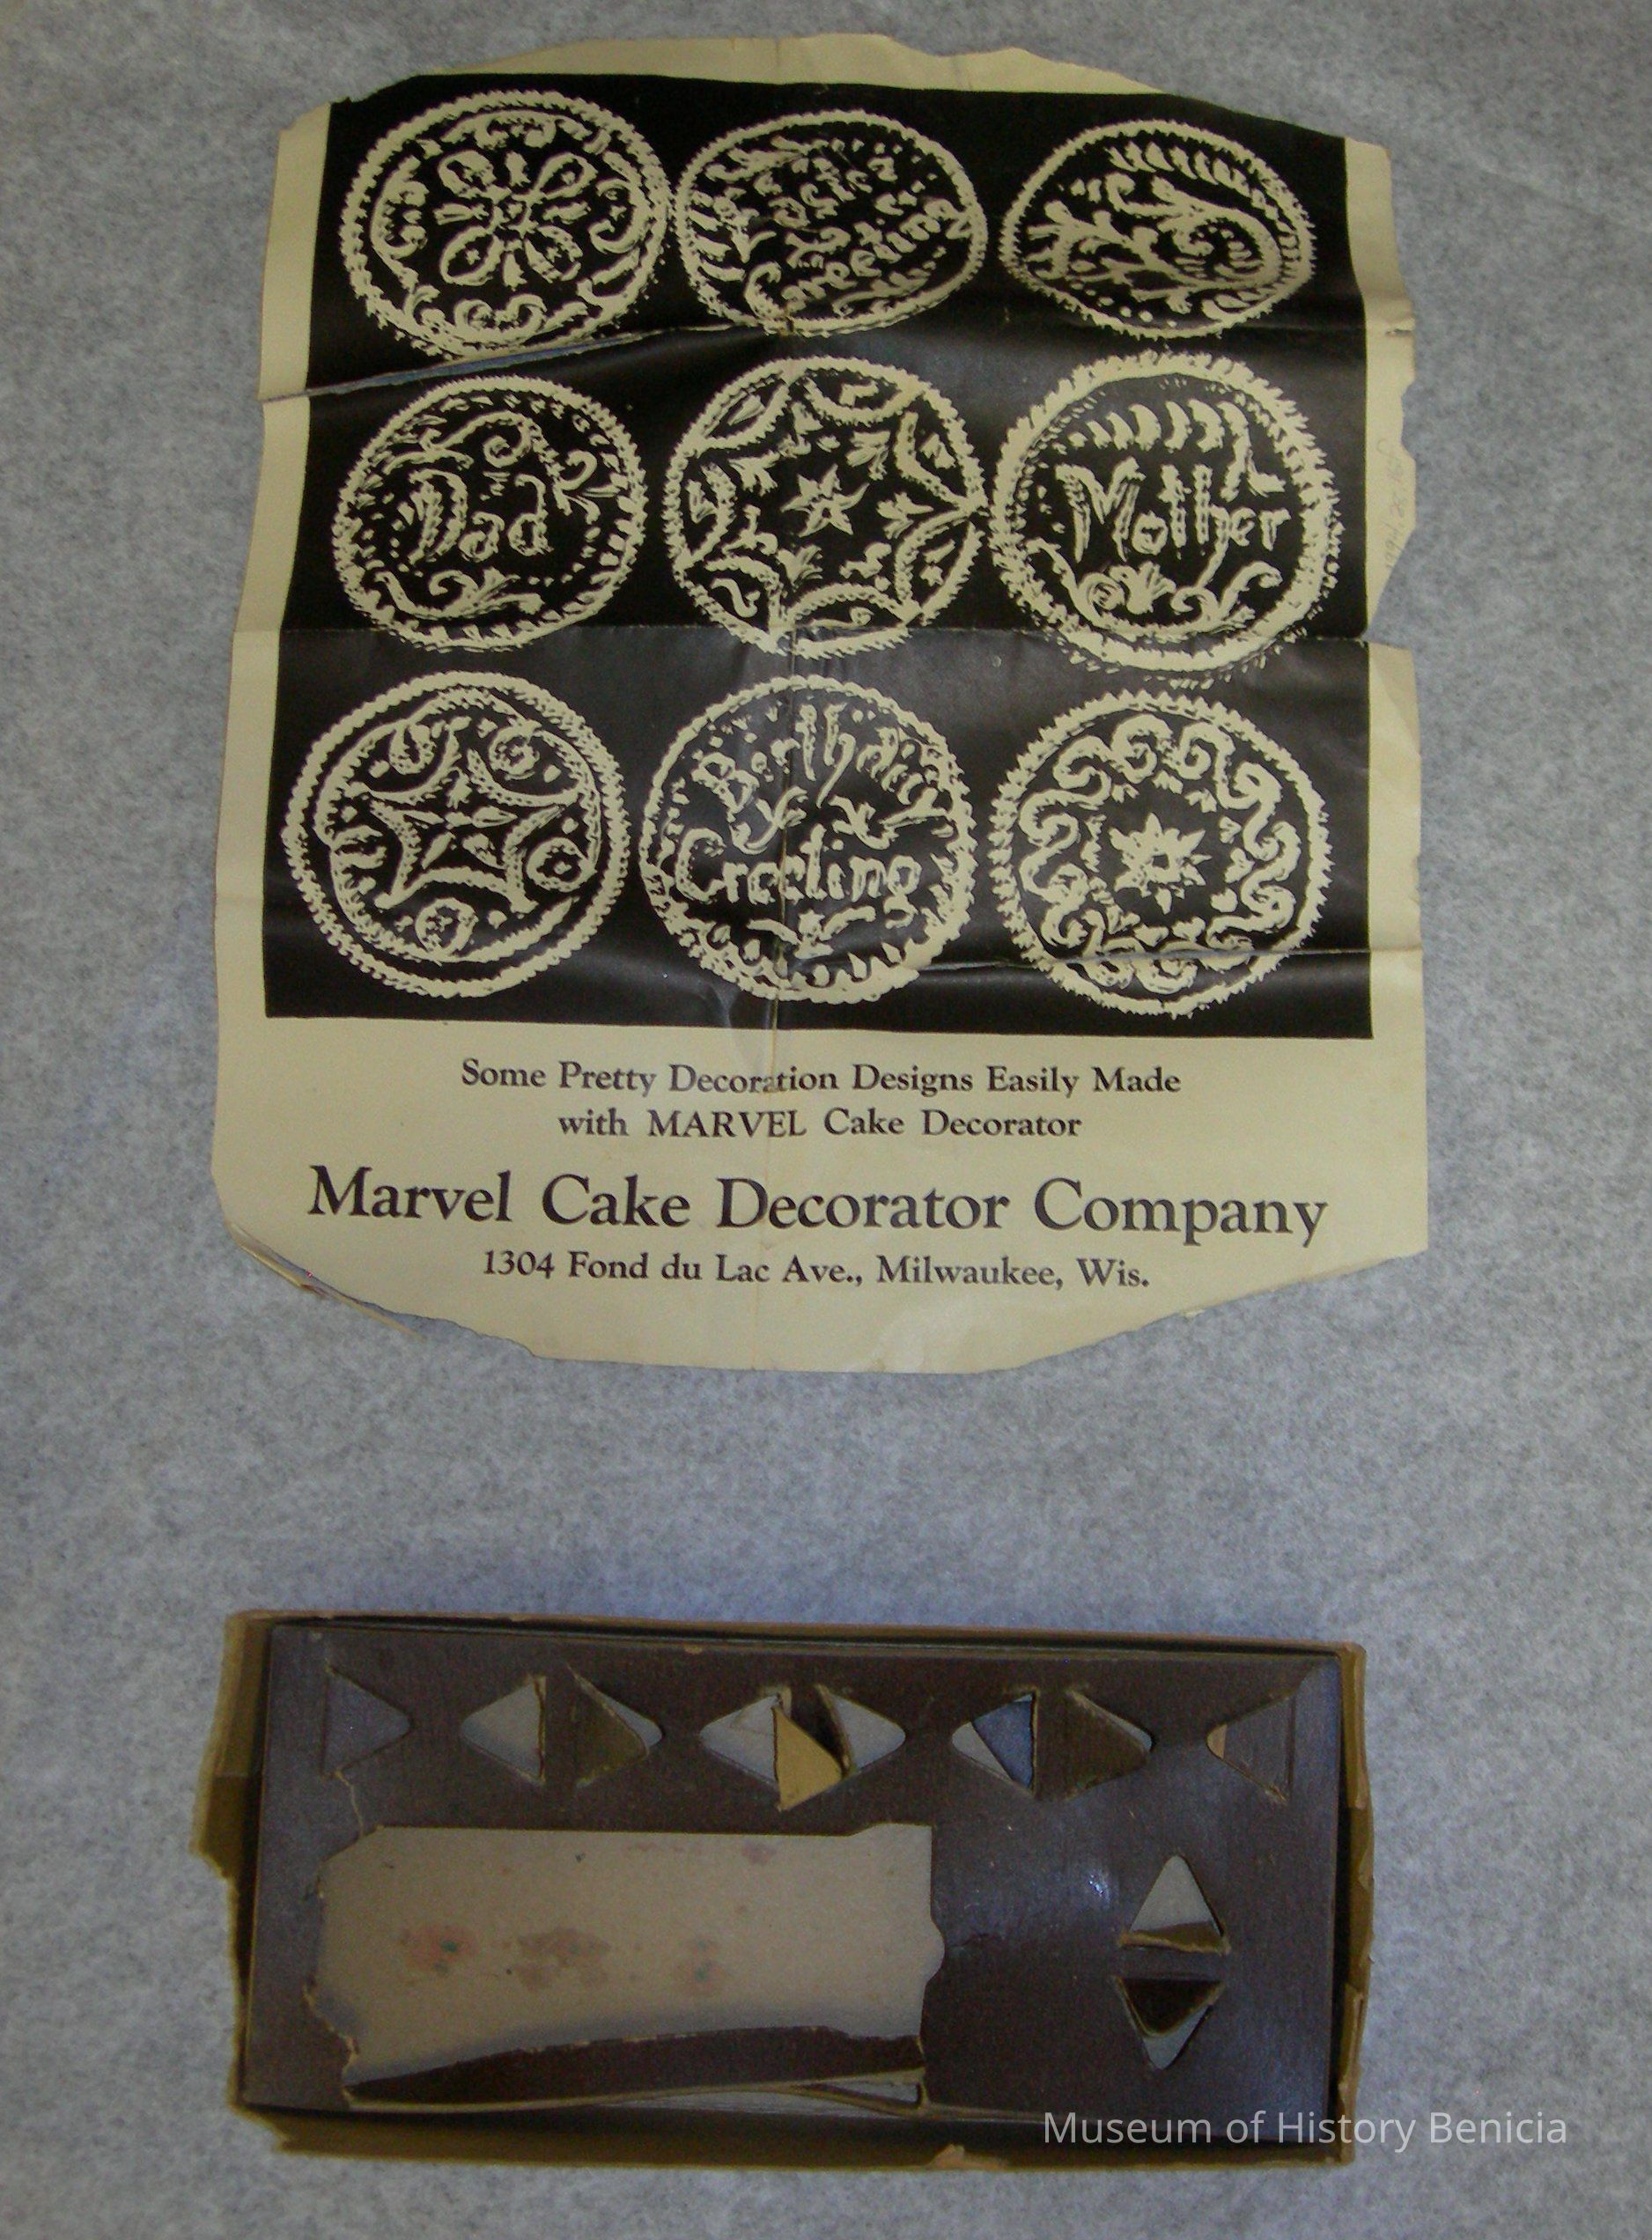 Greeting
Dad
Mother
Birthday
Greeting
Some Pretty Decoration Designs Easily Made
with MARVEL Cake Decorator
Marvel Cake Decorator Company
1304 Fond du Lac Ave., Milwaukee, Wis.
Museum of History Benicia